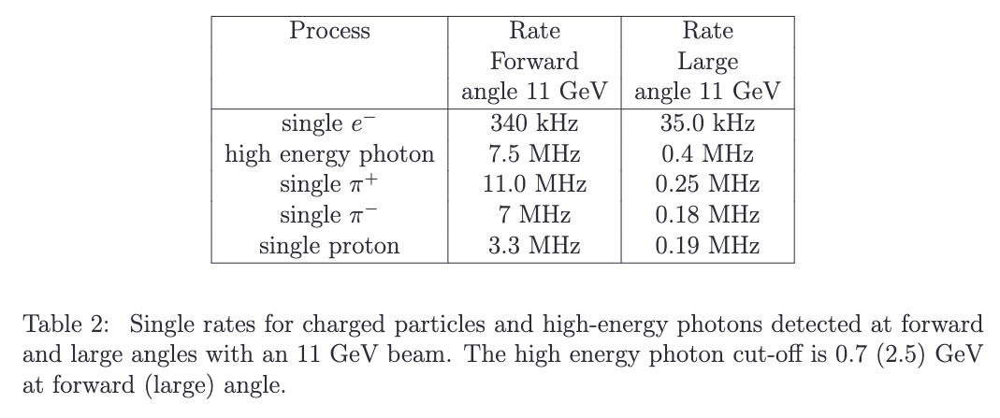 Process Rate Rate
Forward Large
angle 11 GeV angle 11 GeV
single e⁻ 340 kHz 35.0 kHz
high energy photon 7.5 MHz 0.4 MHz
single π⁺ 11.0 MHz 0.25 MHz
single π⁻ 7 MHz 0.18 MHz
single proton 3.3 MHz 0.19 MHz
Table 2: Single rates for charged particles and high-energy photons detected at forward
and large angles with an 11 GeV beam. The high energy photon cut-off is 0.7 (2.5) GeV
at forward (large) angle.